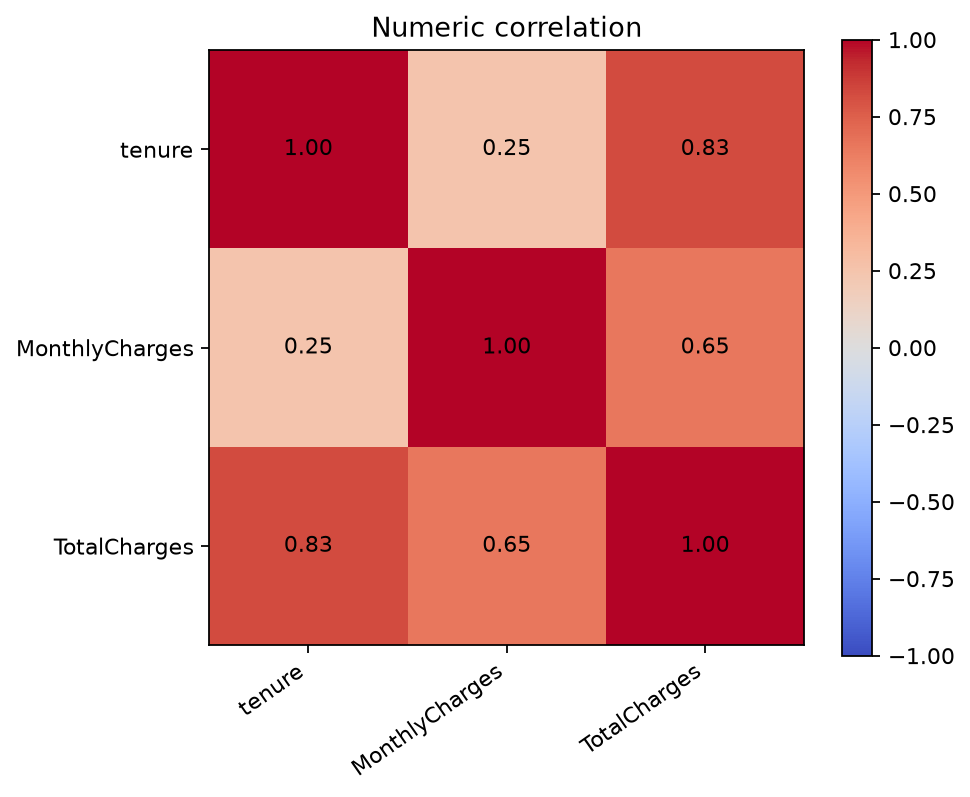 Numeric correlation
tenure
1.00 0.25 0.83
MonthlyCharges
0.25 1.00 0.65
TotalCharges
0.83 0.65 1.00
tenure
MonthlyCharges
TotalCharges
1.00
0.75
0.50
0.25
0.00
−0.25
−0.50
−0.75
−1.00